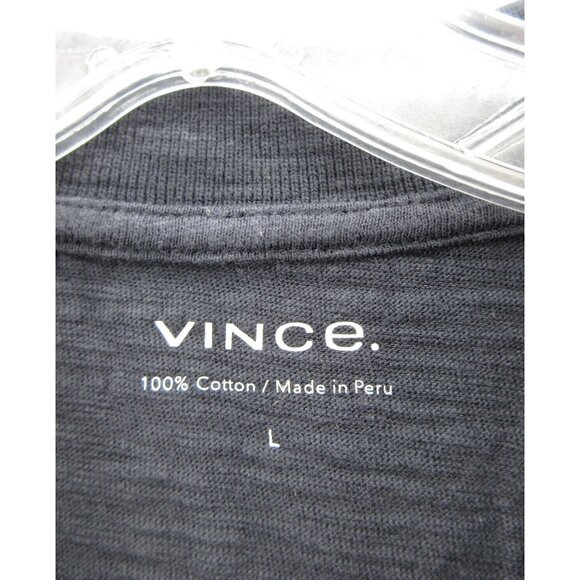 VINCe.
100% Cotton / Made in Peru
L